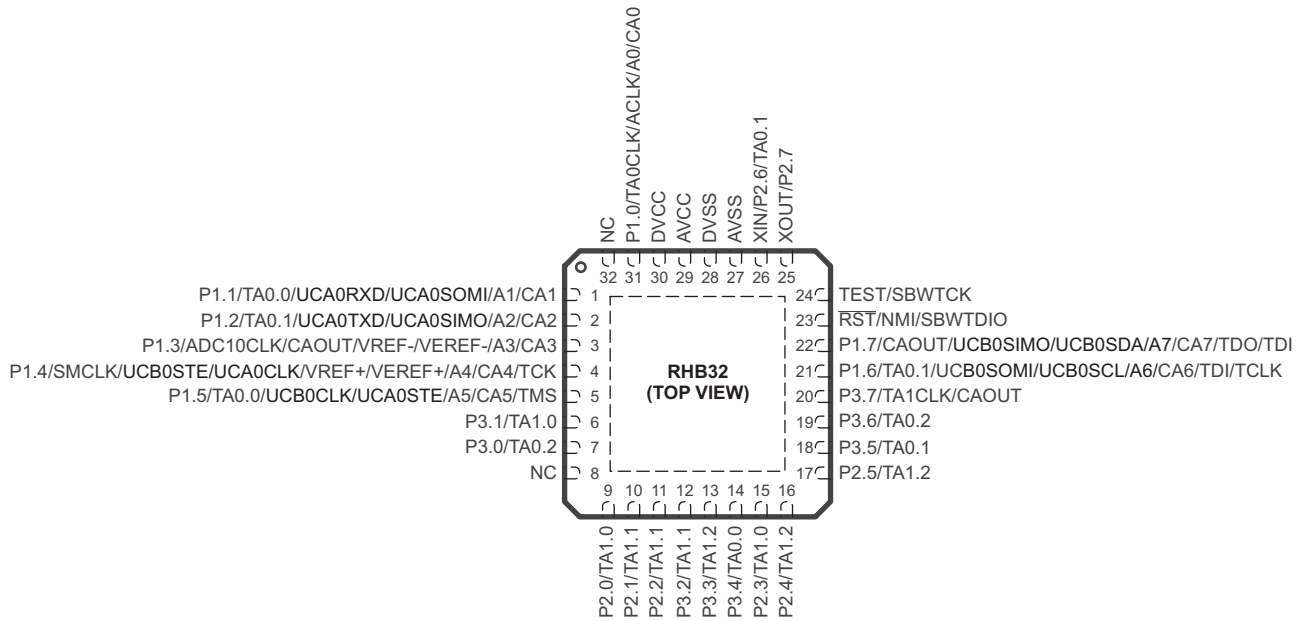 P1.0/TA0CLK/ACLK/A0/CA0
NC
DVCC
AVCC
DVSS
AVSS
XIN/P2.6/TA0.1
XOUT/P2.7
32 31 30 29 28 27 26 25
P1.1/TA0.0/UCA0RXD/UCA0SOMI/A1/CA1 1
P1.2/TA0.1/UCA0TXD/UCA0SIMO/A2/CA2 2
P1.3/ADC10CLK/CAOUT/VREF-/VEREF-/A3/CA3 3
P1.4/SMCLK/UCB0STE/UCA0CLK/VREF+/VEREF+/A4/CA4/TCK 4
P1.5/TA0.0/UCB0CLK/UCA0STE/A5/CA5/TMS 5
P3.1/TA1.0 6
P3.0/TA0.2 7
NC 8
RHB32
(TOP VIEW)
24 TEST/SBWTCK
23 RST/NMI/SBWTDIO
22 P1.7/CAOUT/UCB0SIMO/UCB0SDA/A7/CA7/TDO/TDI
21 P1.6/TA0.1/UCB0SOMI/UCB0SCL/A6/CA6/TDI/TCLK
20 P3.7/TA1CLK/CAOUT
19 P3.6/TA0.2
18 P3.5/TA0.1
17 P2.5/TA1.2
9 10 11 12 13 14 15 16
P2.0/TA1.0
P2.1/TA1.1
P2.2/TA1.1
P3.2/TA1.1
P3.3/TA1.2
P3.4/TA0.0
P2.3/TA1.0
P2.4/TA1.2